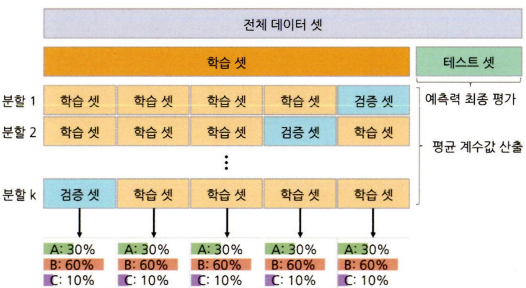 전체 데이터 셋
학습 셋 테스트 셋
분할 1 학습 셋 학습 셋 학습 셋 학습 셋 검증 셋 예측력 최종 평가
분할 2 학습 셋 학습 셋 학습 셋 검증 셋 학습 셋
평균 계수값 산출
분할 k 검증 셋 학습 셋 학습 셋 학습 셋 학습 셋
A: 30% A: 30% A: 30% A: 30% A: 30%
B: 60% B: 60% B: 60% B: 60% B: 60%
C: 10% C: 10% C: 10% C: 10% C: 10%